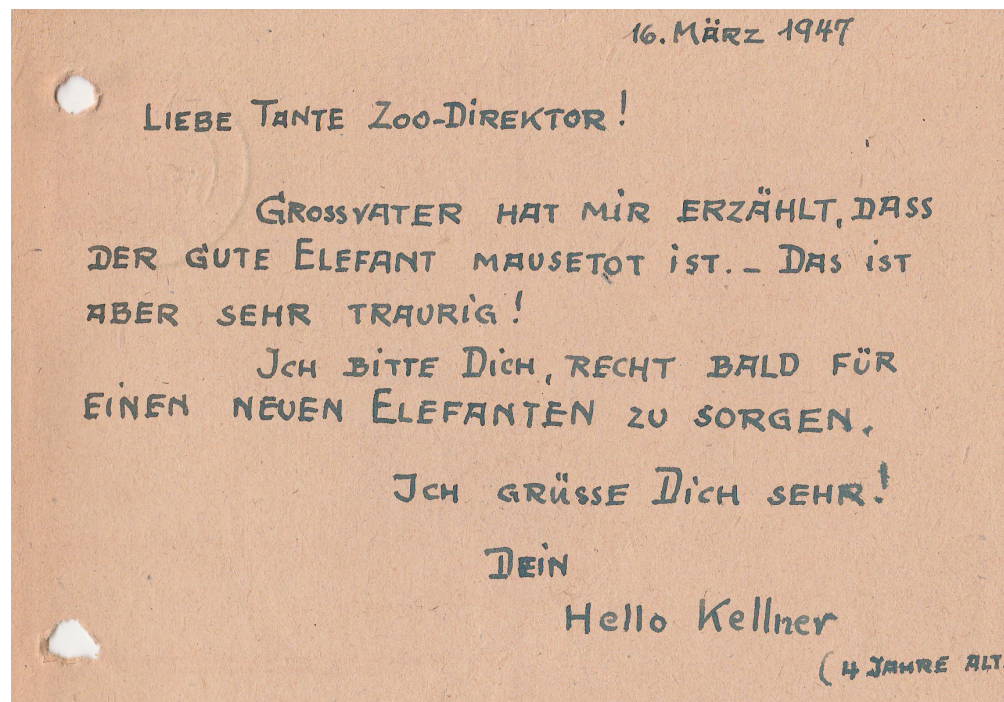 16. MÄRZ 1947
LIEBE TANTE ZOO-DIREKTOR!
GROSSVATER HAT MIR ERZÄHLT, DASS
DER GUTE ELEFANT MAUSETOT IST. – DAS IST
ABER SEHR TRAURIG!
ICH BITTE DICH, RECHT BALD FÜR
EINEN NEUEN ELEFANTEN ZU SORGEN.
ICH GRÜSSE DICH SEHR!
DEIN
Hello Kellner
(4 JAHRE ALT.